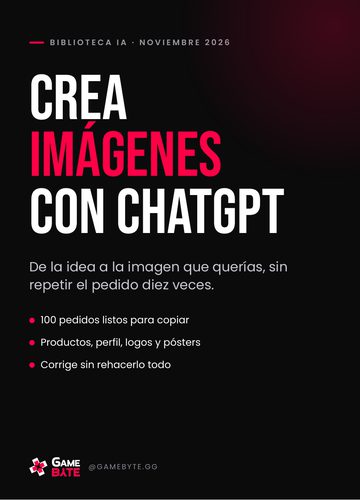 BIBLIOTECA IA · NOVIEMBRE 2026
CREA
IMÁGENES
CON CHATGPT
De la idea a la imagen que querías, sin
repetir el pedido diez veces.
100 pedidos listos para copiar
Productos, perfil, logos y pósters
Corrige sin rehacerlo todo
GAME
BYTE
@GAMEBYTE.GG